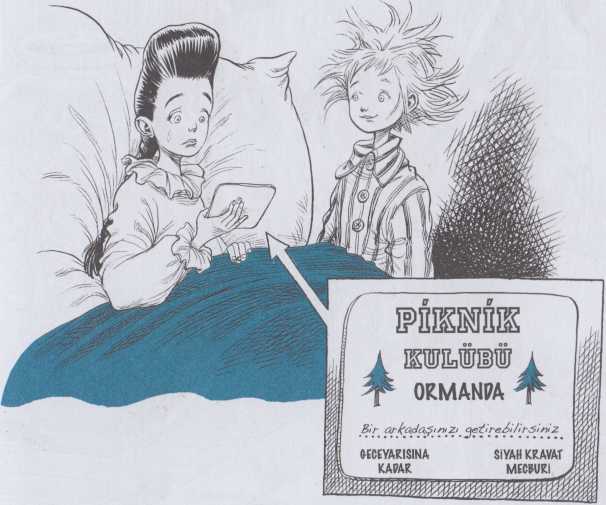 PİKNİK
KULÜBÜ
ORMANDA
Bir arkadaşınızı getirebilirsiniz
GECEYARISINA
KADAR
SİYAH KRAVAT
MECBURİ